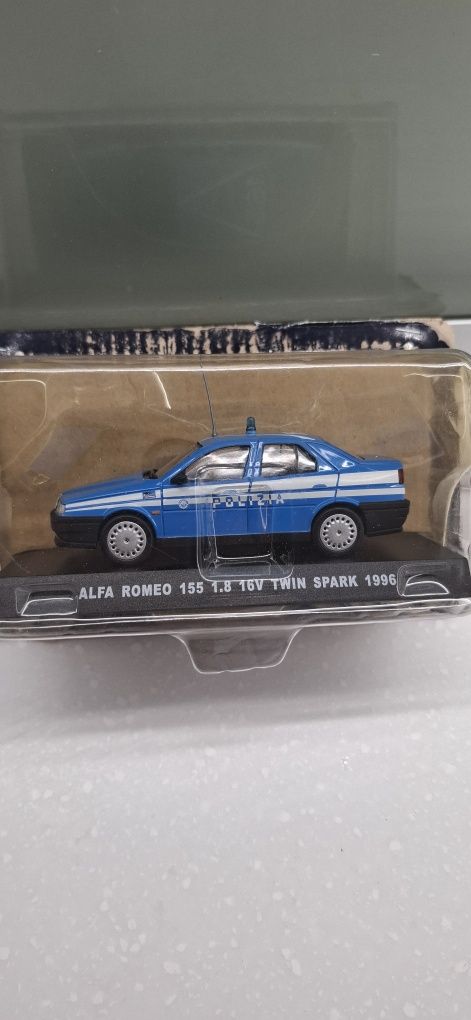 POLIZIA
ALFA ROMEO 155 1.8 16V TWIN SPARK 1996